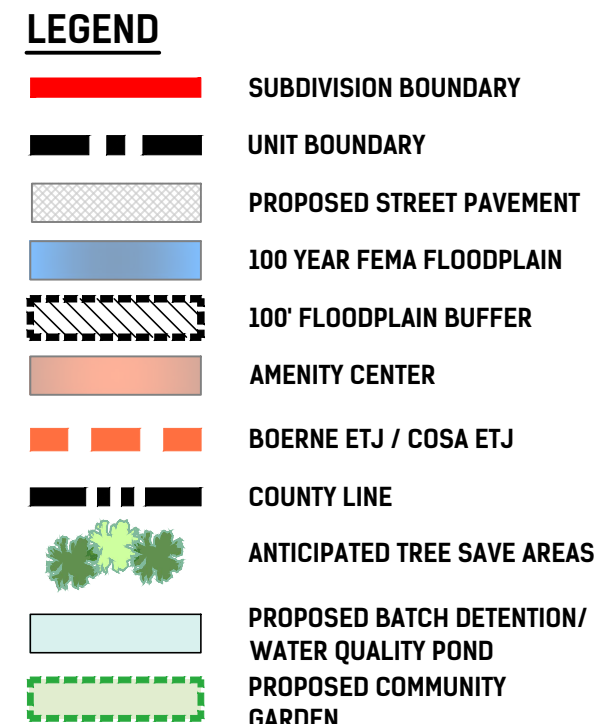 LEGEND
SUBDIVISION BOUNDARY
UNIT BOUNDARY
PROPOSED STREET PAVEMENT
100 YEAR FEMA FLOODPLAIN
100' FLOODPLAIN BUFFER
AMENITY CENTER
BOERNE ETJ / COSA ETJ
COUNTY LINE
ANTICIPATED TREE SAVE AREAS
PROPOSED BATCH DETENTION/
WATER QUALITY POND
PROPOSED COMMUNITY
GARDEN